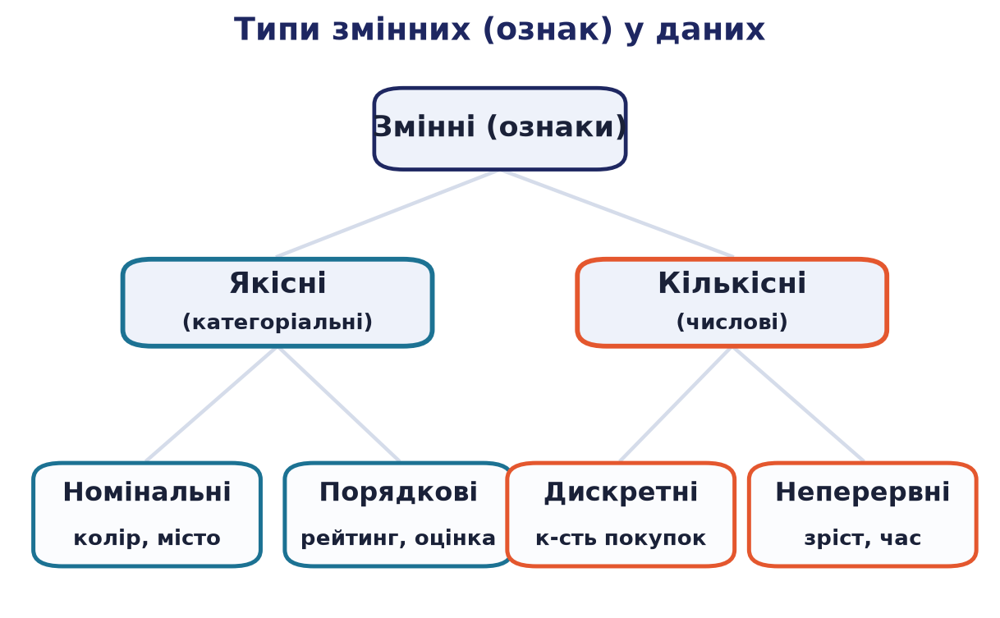 Типи змінних (ознак) у даних
Змінні (ознаки)
Якісні
(категоріальні)
Кількісні
(числові)
Номінальні
колір, місто
Порядкові
рейтинг, оцінка
Дискретні
к-сть покупок
Неперервні
зріст, час